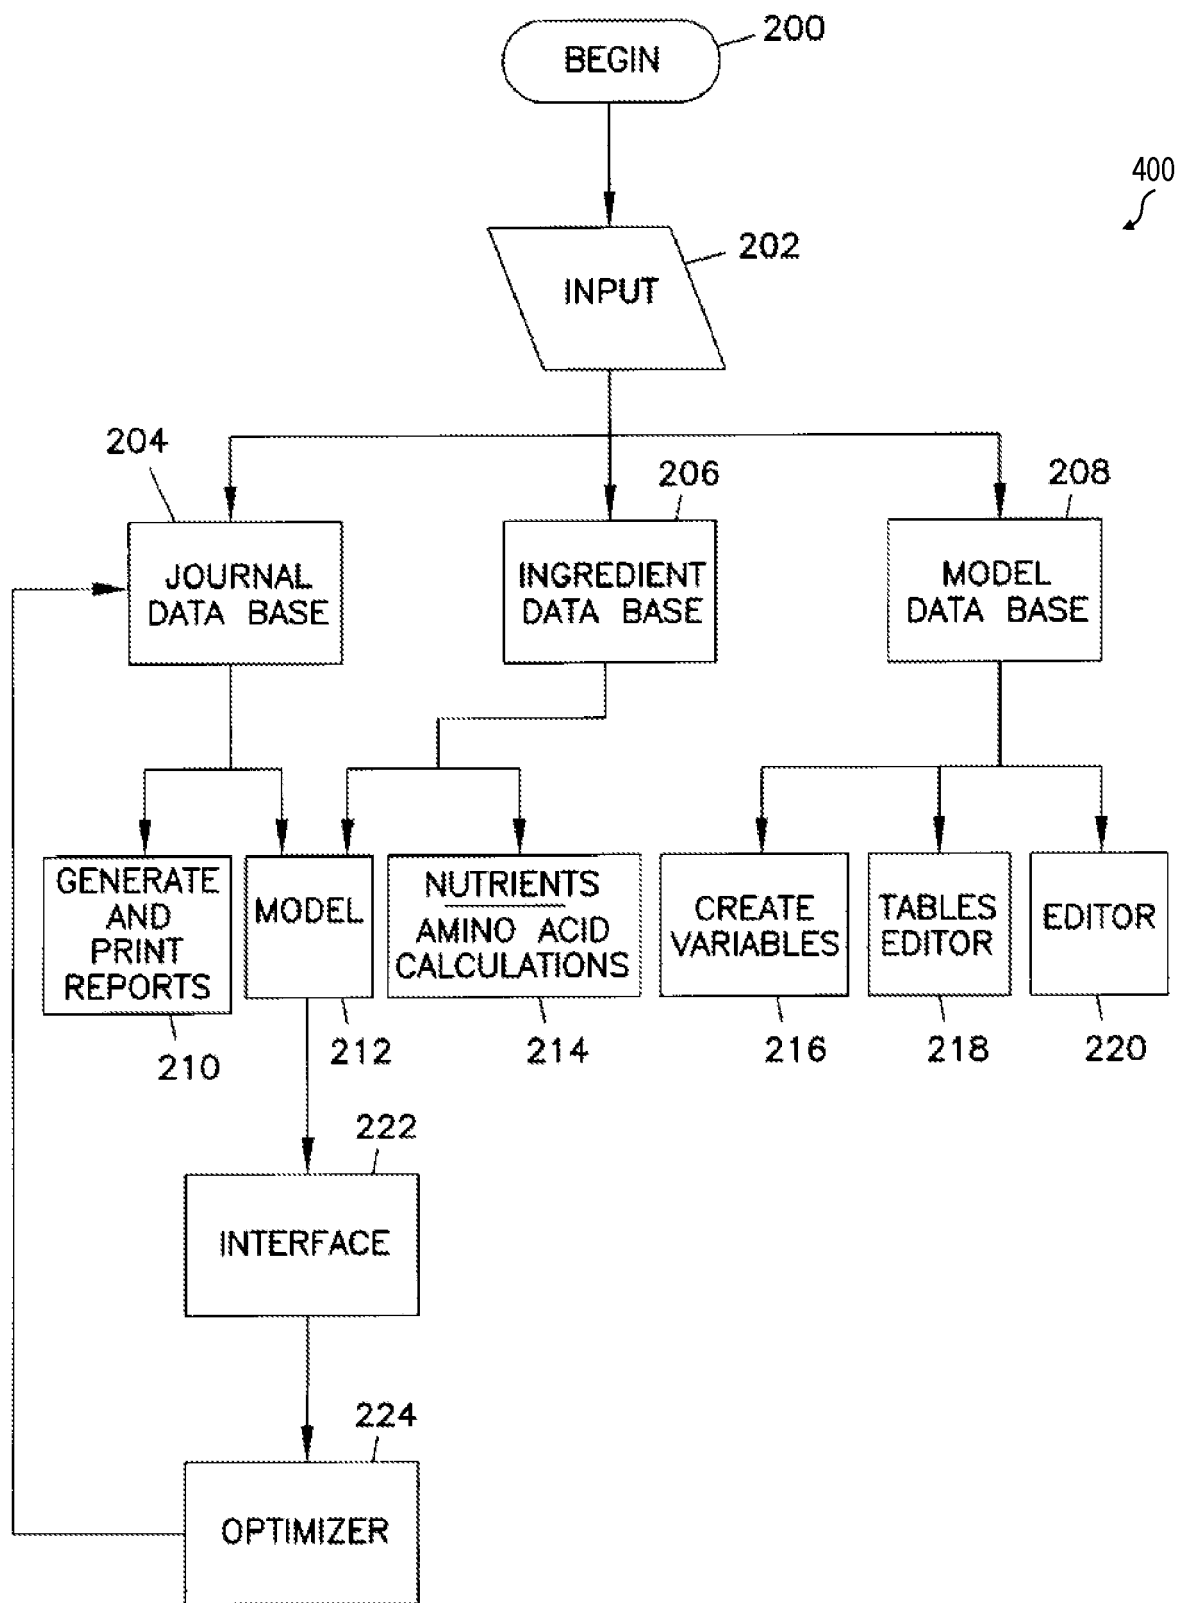 BEGIN
200
400
202
INPUT
204
206
208
JOURNAL
DATA BASE
INGREDIENT
DATA BASE
MODEL
DATA BASE
GENERATE
AND
PRINT
REPORTS
MODEL
NUTRIENTS
AMINO ACID
CALCULATIONS
CREATE
VARIABLES
TABLES
EDITOR
EDITOR
210
212
214
216
218
220
222
INTERFACE
224
OPTIMIZER